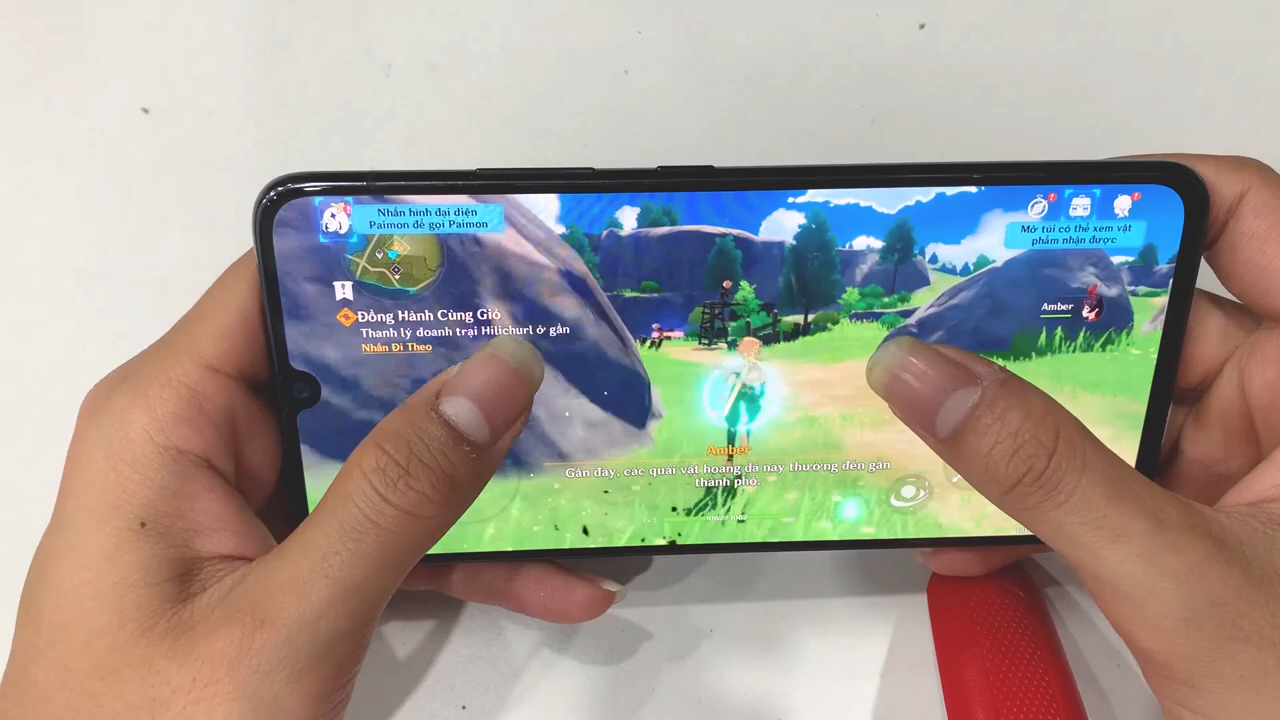 Nhấn hình đại diện
Paimon để gọi Paimon
Mở túi có thể xem vật
phẩm nhận được
Đồng Hành Cùng Gió
Thanh lý doanh trại Hilichurl ở gần
Nhấn Đi Theo
Amber
Amber
Gần đây, các quái vật hoang dã này thường đến gần
thành phố.